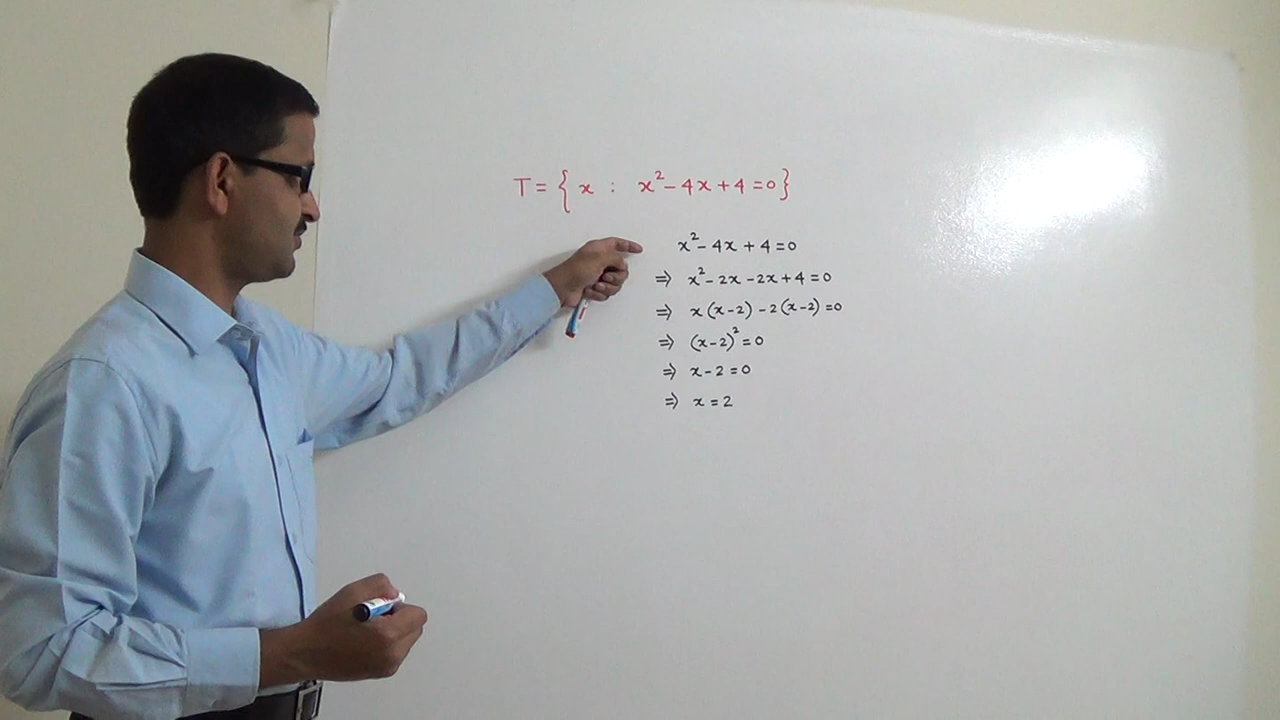 T = { x : x² - 4x + 4 = 0 }
x² - 4x + 4 = 0
⇒ x² - 2x - 2x + 4 = 0
⇒ x (x-2) - 2 (x-2) = 0
⇒ (x-2)² = 0
⇒ x - 2 = 0
⇒ x = 2